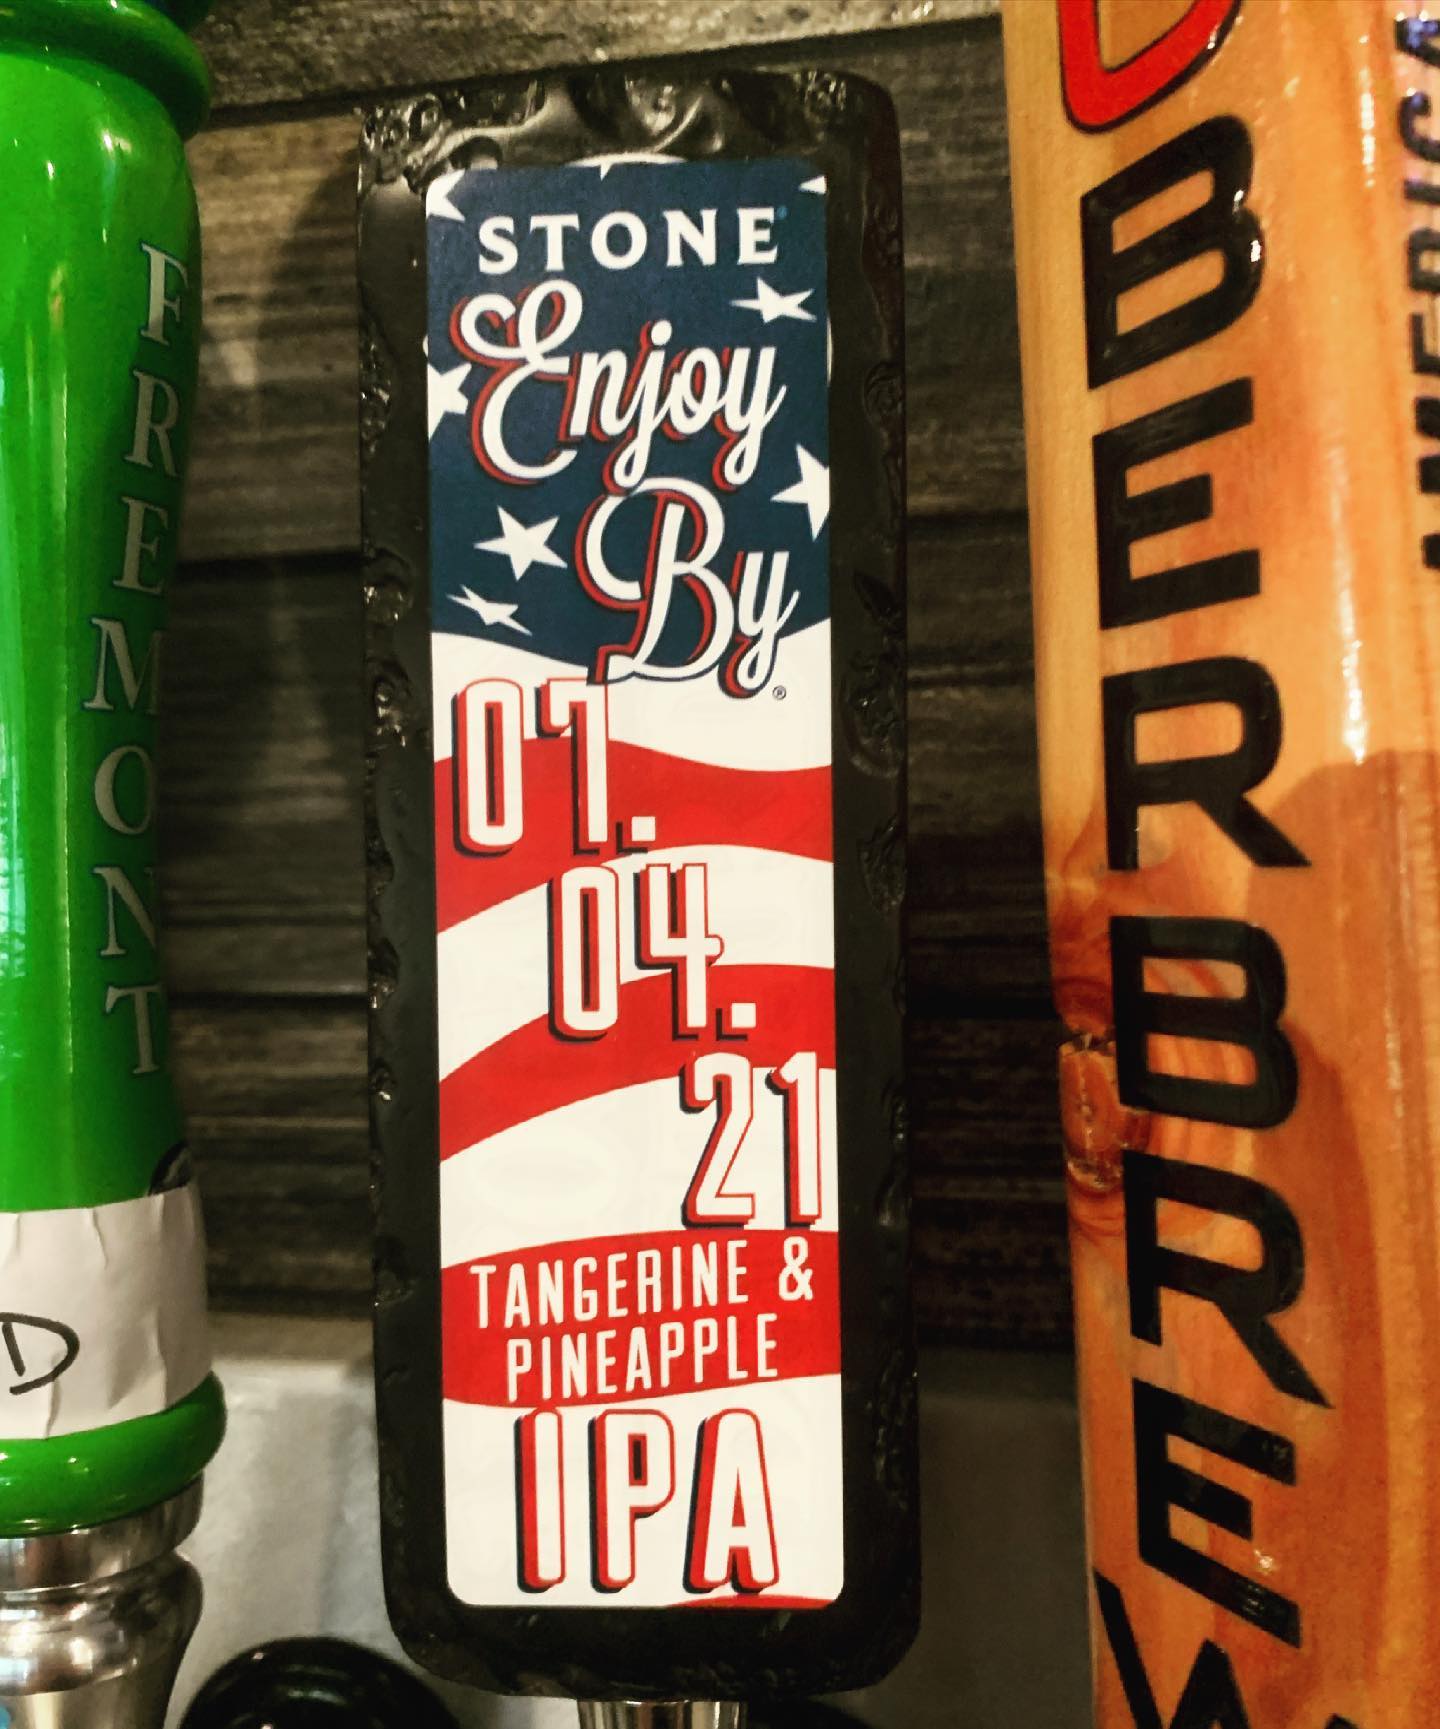 FREMONT
D
STONE
Enjoy
By®
07.
04.
21
TANGERINE &
PINEAPPLE
IPA
BERBREW